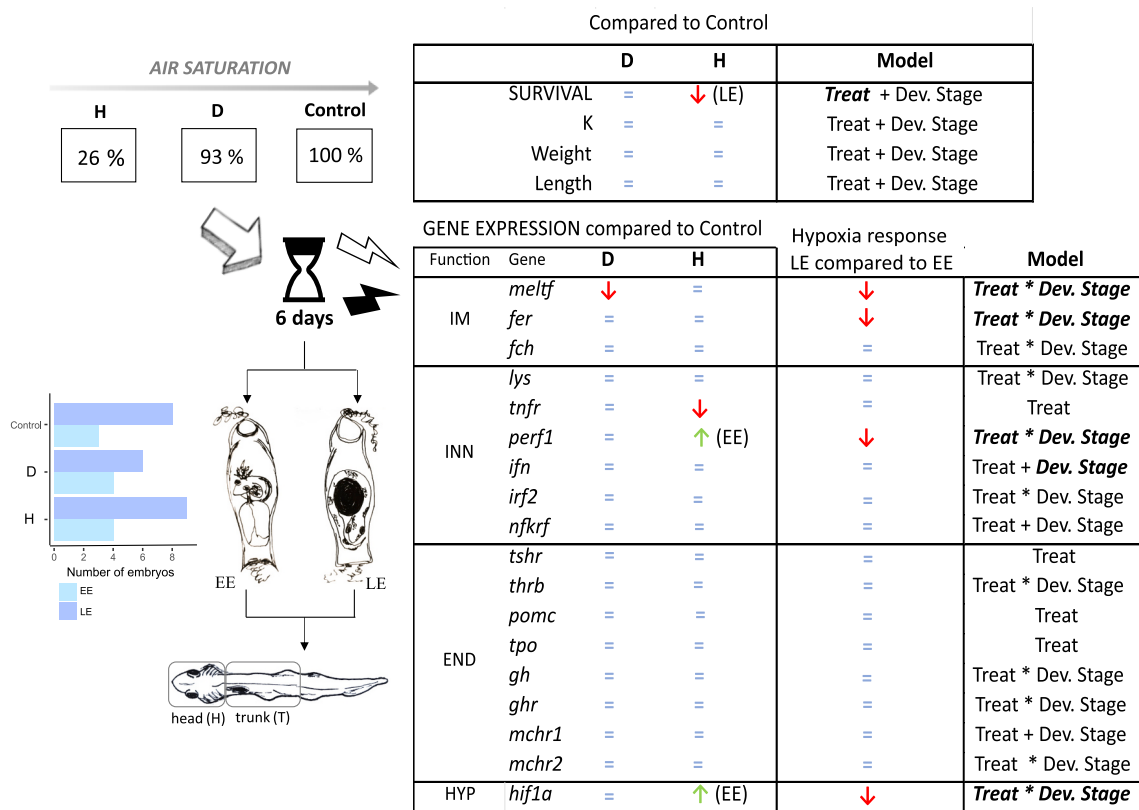 Compared to Control
D H Model
SURVIVAL = ↓ (LE) Treat + Dev. Stage
K = = Treat + Dev. Stage
Weight = = Treat + Dev. Stage
Length = = Treat + Dev. Stage
AIR SATURATION
H D Control
26 % 93 % 100 %
6 days
GENE EXPRESSION compared to Control
Hypoxia response
LE compared to EE
Function Gene D H Model
IM
meltf ↓ = ↓ Treat * Dev. Stage
fer = = ↓ Treat * Dev. Stage
fch = = = Treat * Dev. Stage
INN
lys = = = Treat * Dev. Stage
tnfr = ↓ = Treat
perf1 = ↑ (EE) ↓ Treat * Dev. Stage
ifn = = = Treat + Dev. Stage
irf2 = = = Treat * Dev. Stage
nfkrf = = = Treat + Dev. Stage
END
tshr = = = Treat
thrb = = = Treat * Dev. Stage
pomc = = = Treat
tpo = = = Treat
gh = = = Treat * Dev. Stage
ghr = = = Treat * Dev. Stage
mchr1 = = = Treat + Dev. Stage
mchr2 = = = Treat * Dev. Stage
HYP hif1a = ↑ (EE) ↓ Treat * Dev. Stage
Control
D
H
0 2 4 6 8
Number of embryos
EE
LE
EE
LE
head (H) trunk (T)